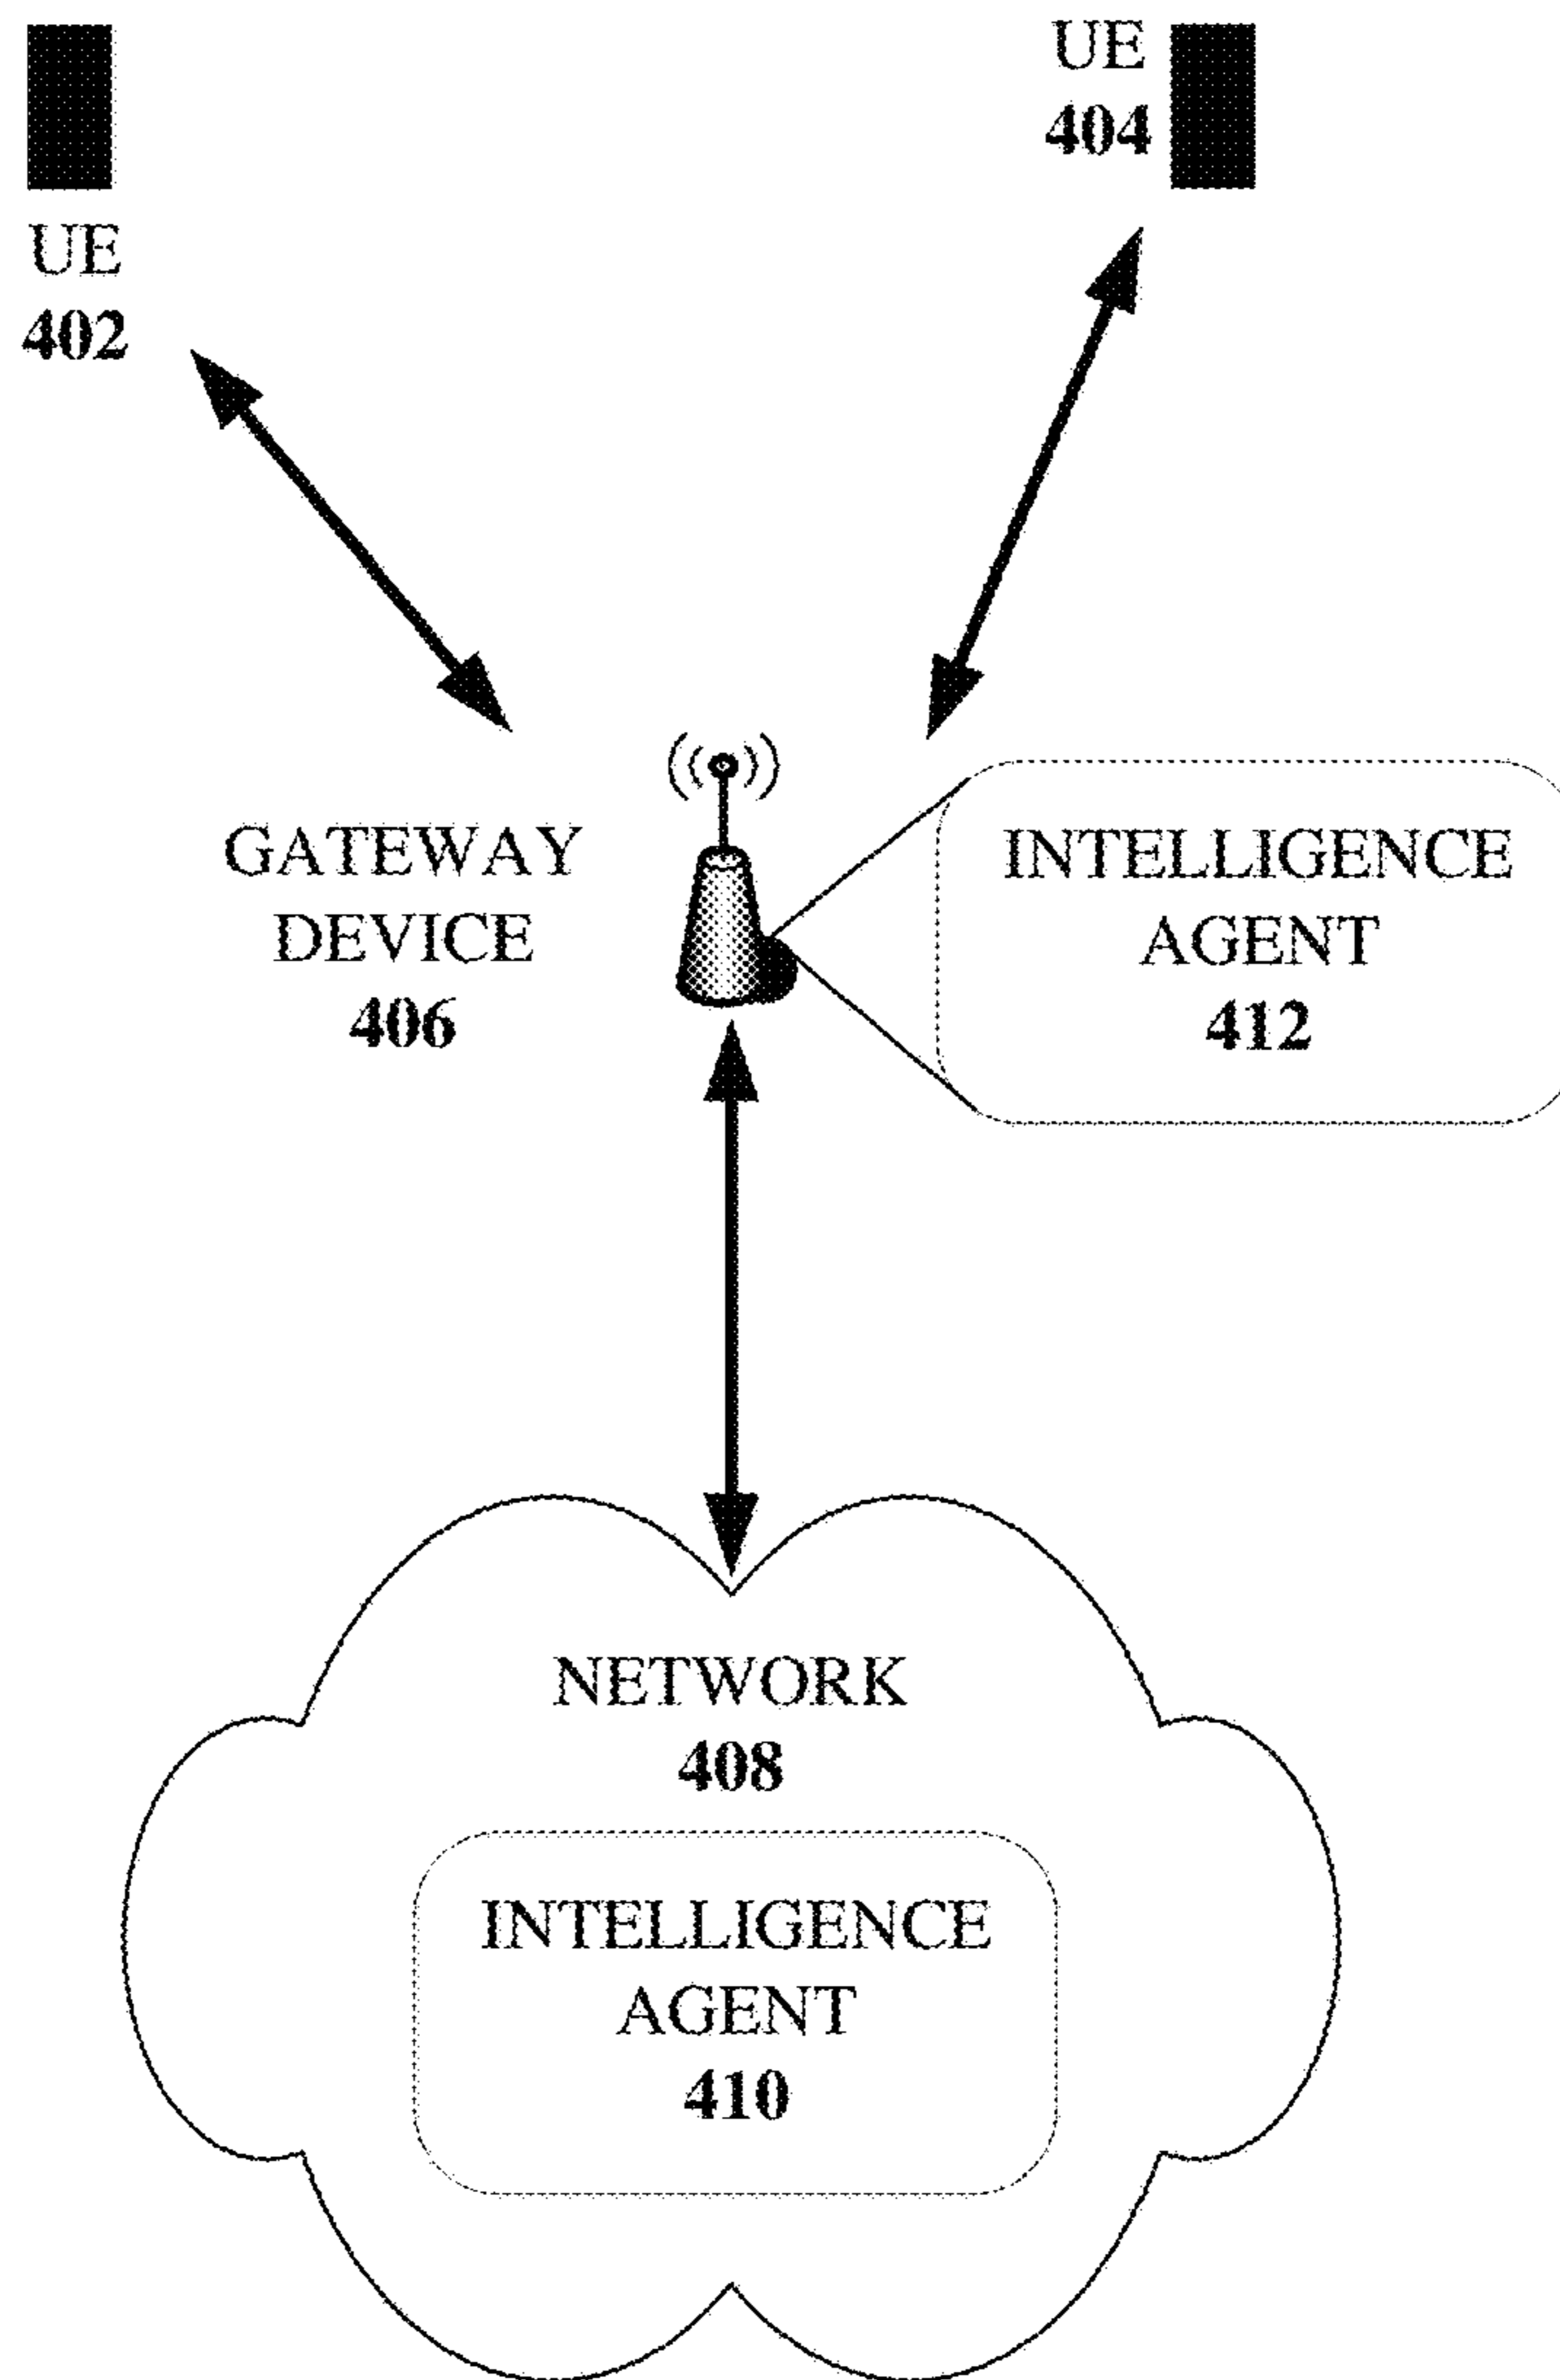 UE
404
UE
402
GATEWAY
DEVICE
406
INTELLIGENCE
AGENT
412
NETWORK
408
INTELLIGENCE
AGENT
410